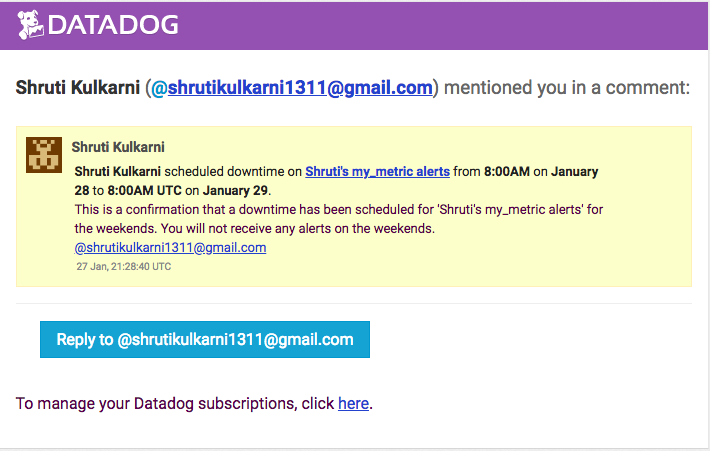 DATADOG
Shruti Kulkarni (@shrutikulkarni1311@gmail.com) mentioned you in a comment:
Shruti Kulkarni
Shruti Kulkarni scheduled downtime on Shruti's my_metric alerts from 8:00AM on January
28 to 8:00AM UTC on January 29.
This is a confirmation that a downtime has been scheduled for 'Shruti's my_metric alerts' for
the weekends. You will not receive any alerts on the weekends.
@shrutikulkarni1311@gmail.com
27 Jan, 21:28:40 UTC
Reply to @shrutikulkarni1311@gmail.com
To manage your Datadog subscriptions, click here.